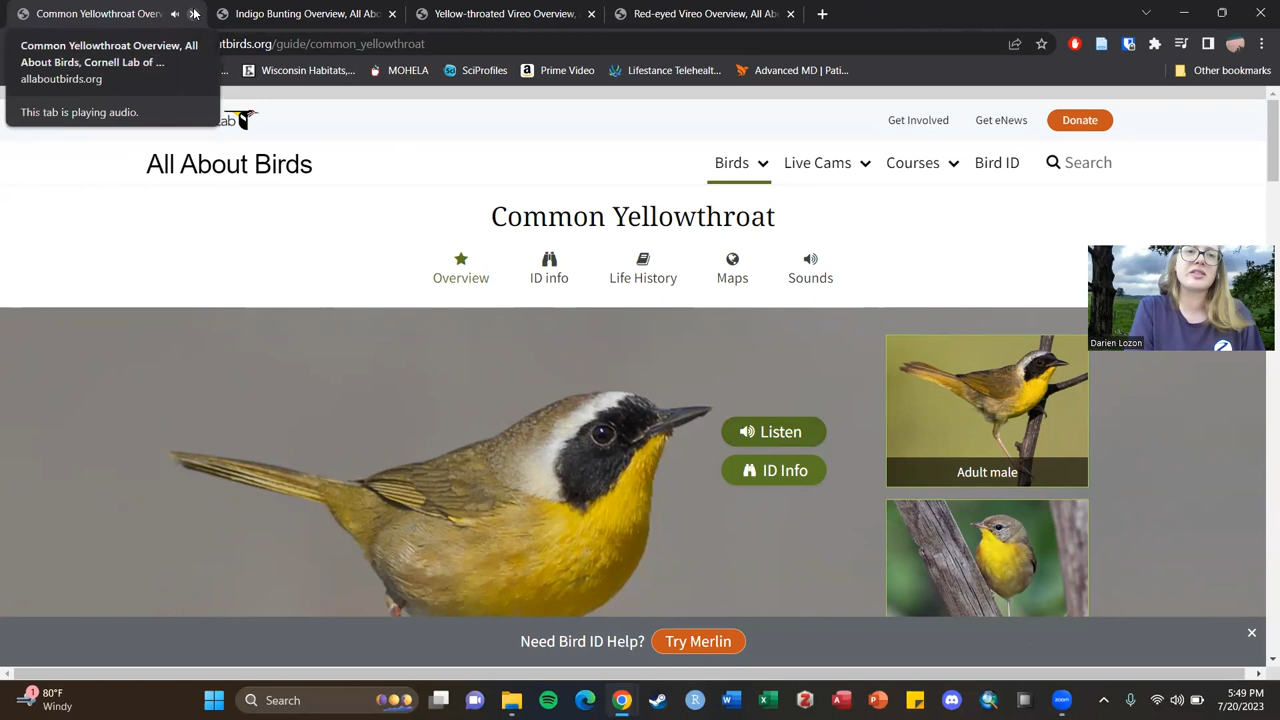 Common Yellowthroat Overv
Indigo Bunting Overview, All Abo
Yellow-throated Vireo Overview,
Red-eyed Vireo Overview, All Ab
utbirds.org/guide/common_yellowthroat
Common Yellowthroat Overview, All
About Birds, Cornell Lab of ...
allaboutbirds.org
This tab is playing audio.
...
Wisconsin Habitats,...
MOHELA
SciProfiles
Prime Video
Lifestance Telehealt...
Advanced MD | Pati...
Other bookmarks
ab
Get Involved
Get eNews
Donate
All About Birds
Birds
Live Cams
Courses
Bird ID
Search
Common Yellowthroat
Overview
ID info
Life History
Maps
Sounds
Darien Lozon
Listen
ID Info
Adult male
Need Bird ID Help?
Try Merlin
1
80°F
Windy
Search
5:49 PM
7/20/2023